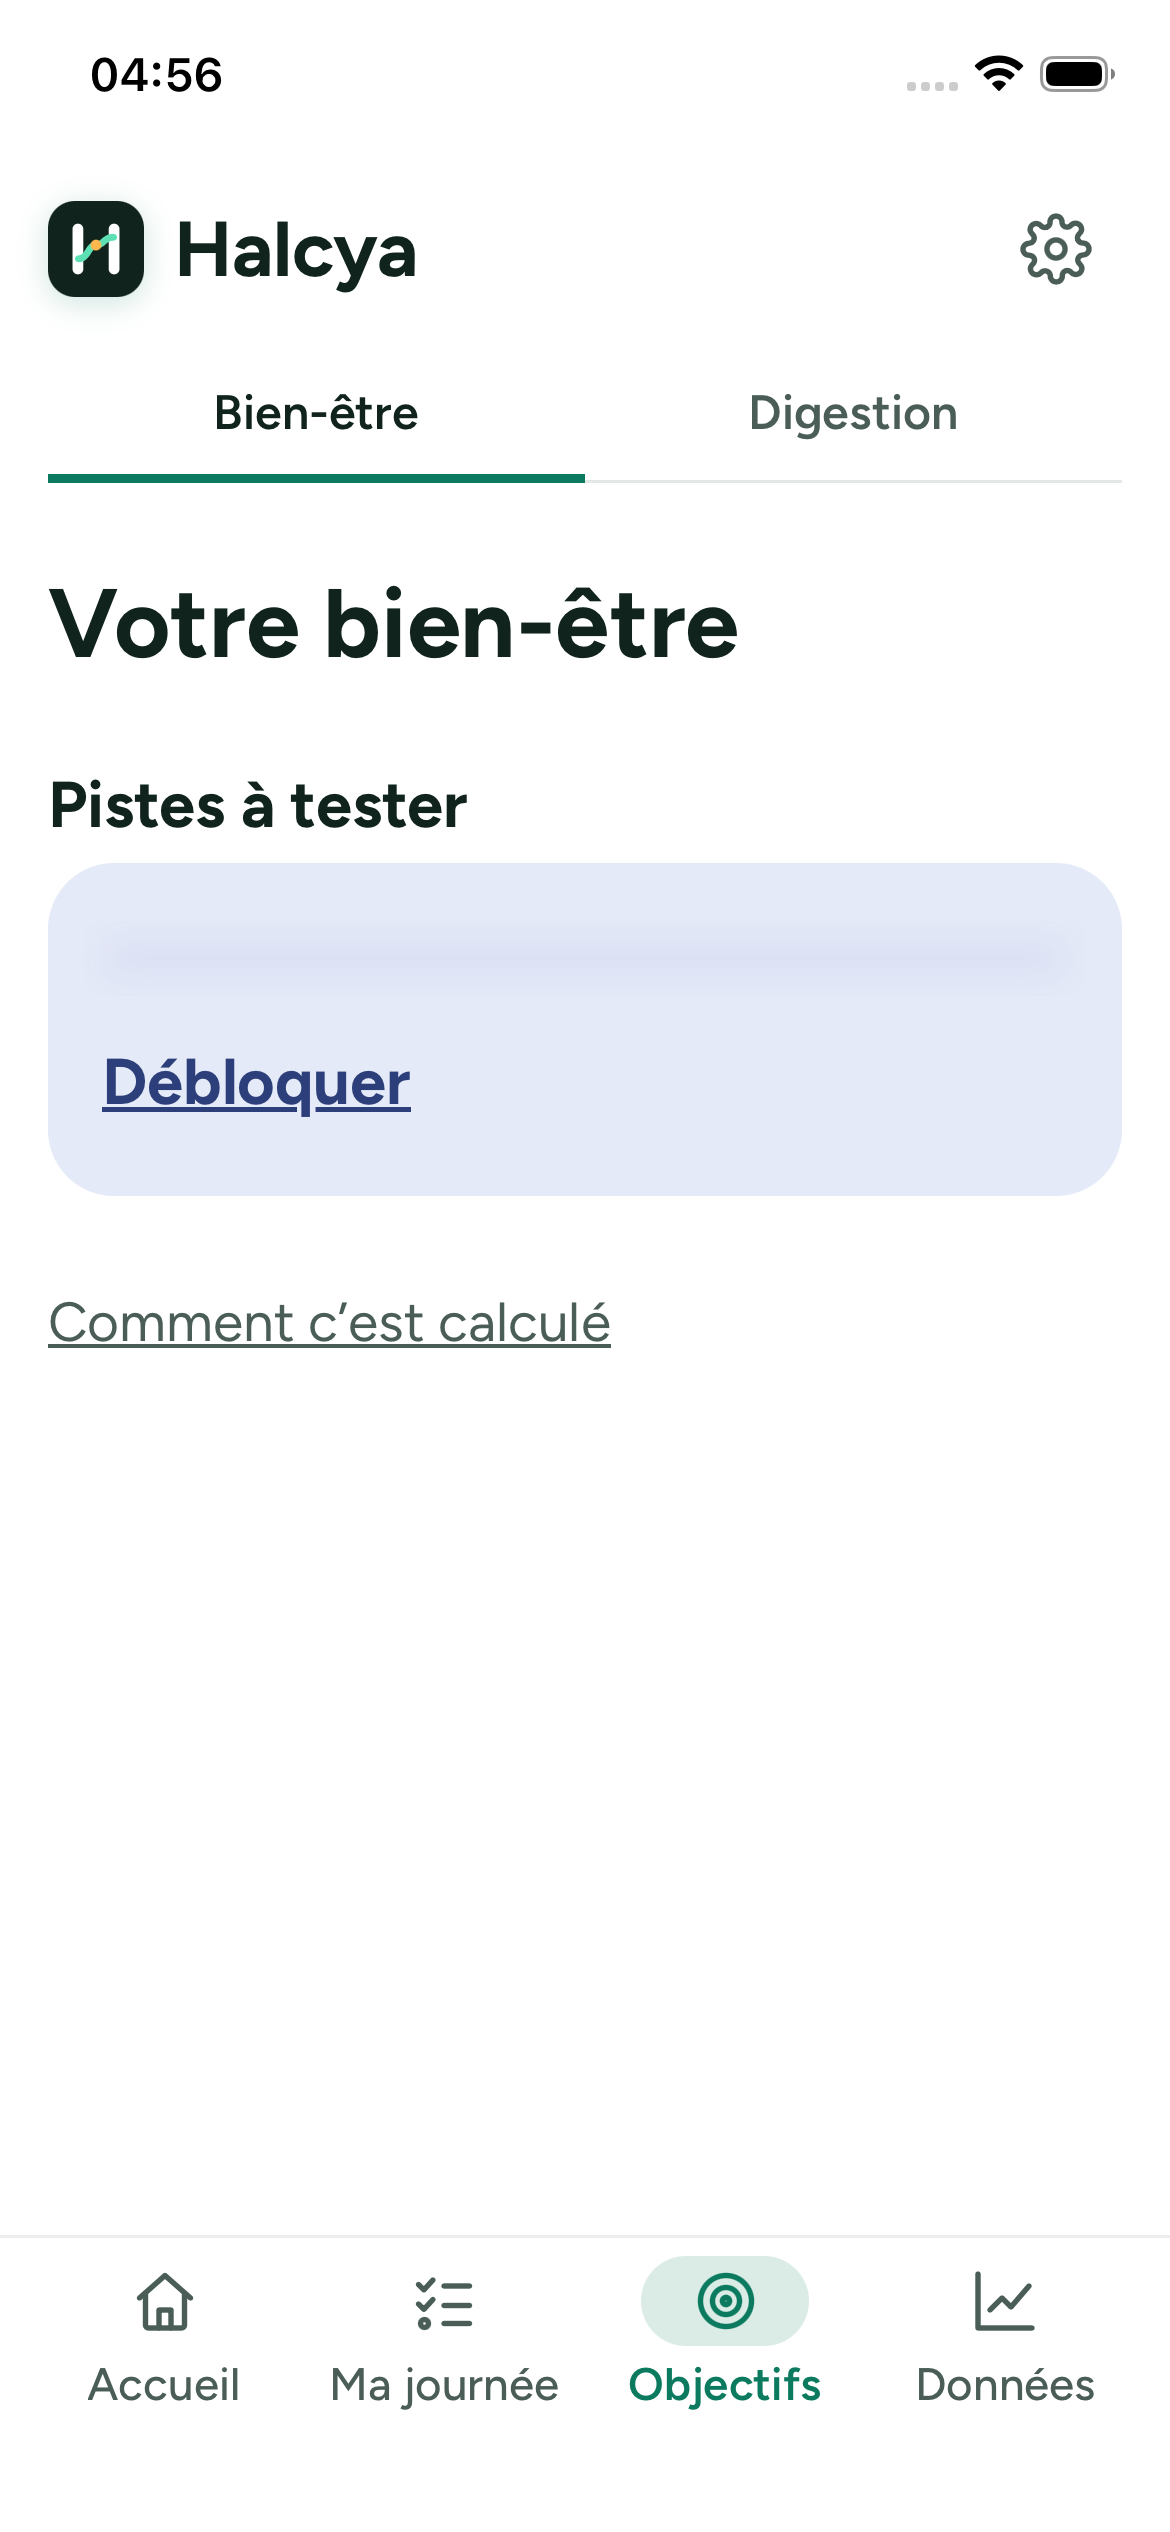 04:56
Halcya
Bien-être
Digestion
Votre bien-être
Pistes à tester
Débloquer
Comment c’est calculé
Accueil
Ma journée
Objectifs
Données